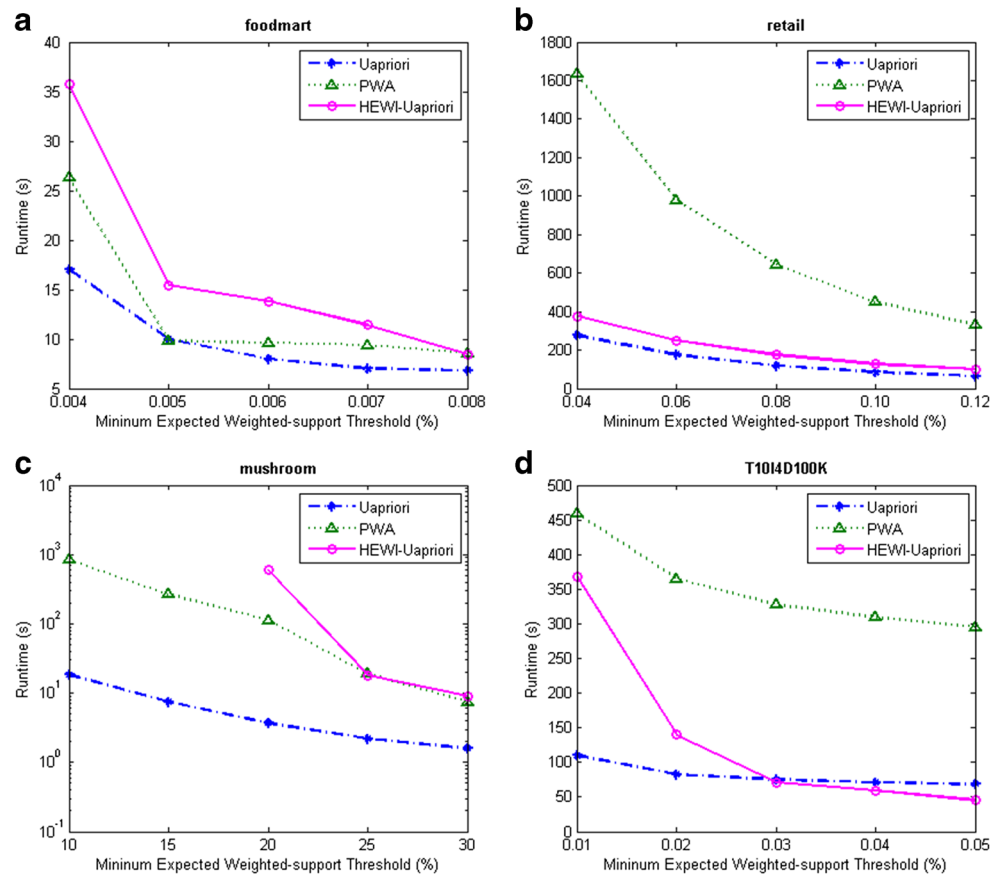 a
foodmart
40
35
30
25
20
15
10
5
Runtime (s)
Uapriori
PWA
HEWI-Uapriori
0.004
0.005
0.006
0.007
0.008
Mininum Expected Weighted-support Threshold (%)
b
retail
1800
1600
1400
1200
1000
800
600
400
200
0
Runtime (s)
Uapriori
PWA
HEWI-Uapriori
0.04
0.06
0.08
0.10
0.12
Mininum Expected Weighted-support Threshold (%)
c
mushroom
10^4
10^3
10^2
10^1
10^0
10^-1
Runtime (s)
Uapriori
PWA
HEWI-Uapriori
10
15
20
25
30
Mininum Expected Weighted-support Threshold (%)
d
T10I4D100K
500
450
400
350
300
250
200
150
100
50
0
Runtime (s)
Uapriori
PWA
HEWI-Uapriori
0.01
0.02
0.03
0.04
0.05
Mininum Expected Weighted-support Threshold (%)